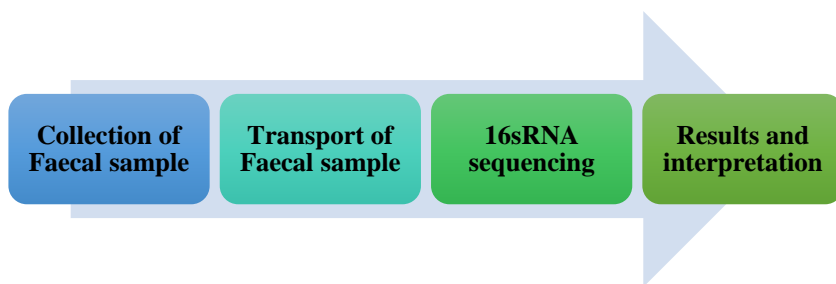 Collection of
Faecal sample
Transport of
Faecal sample
16sRNA
sequencing
Results and
interpretation